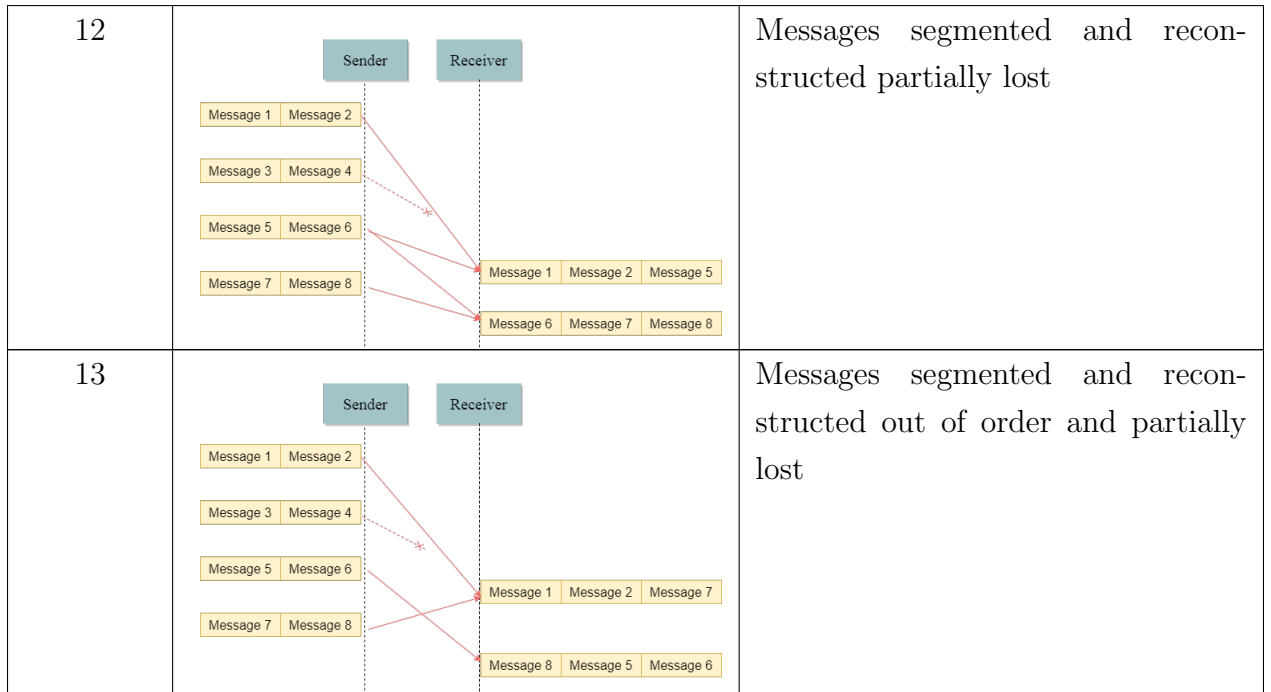 12
Sender Receiver
Message 1 Message 2
Message 3 Message 4
Message 5 Message 6
Message 1 Message 2 Message 5
Message 7 Message 8
Message 6 Message 7 Message 8
Messages segmented and recon-
structed partially lost
13
Sender Receiver
Message 1 Message 2
Message 3 Message 4
Message 5 Message 6
Message 1 Message 2 Message 7
Message 7 Message 8
Message 8 Message 5 Message 6
Messages segmented and recon-
structed out of order and partially
lost